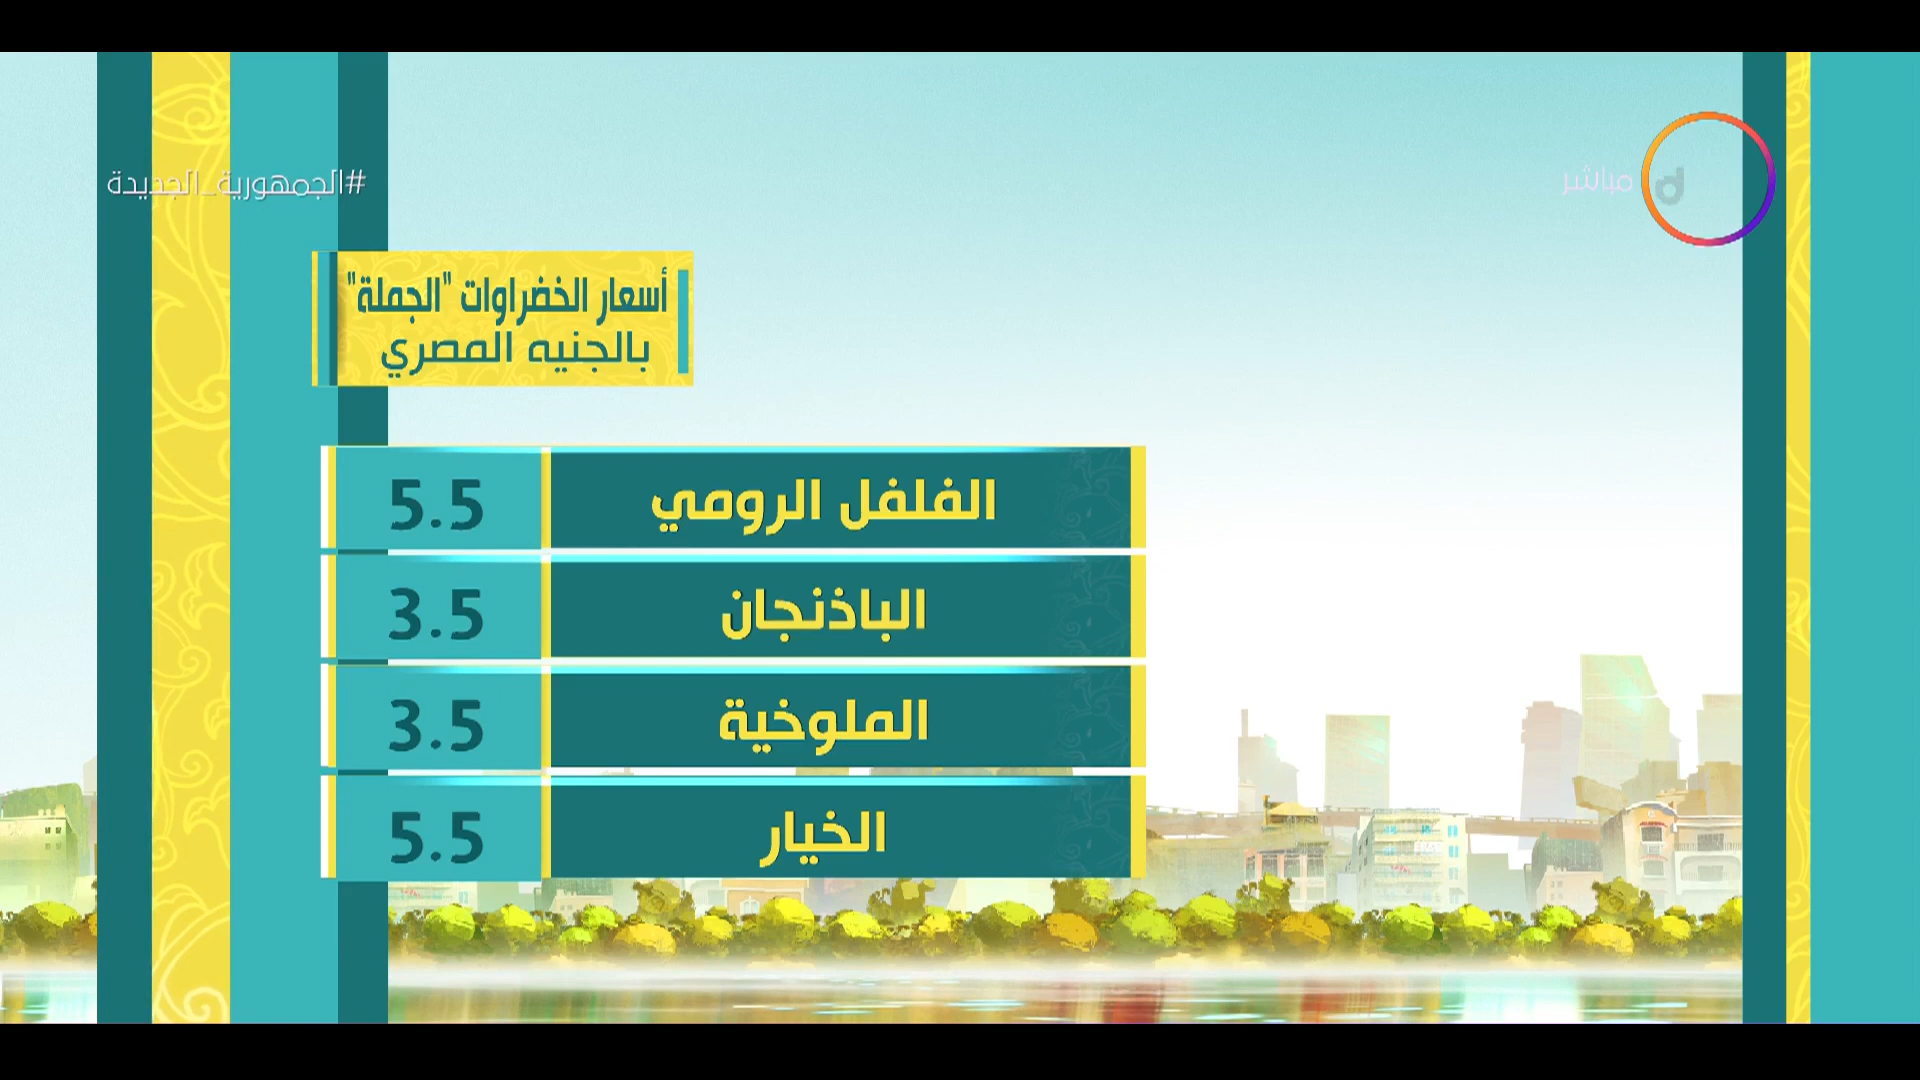 #الجمهورية_الجديدة
مباشر
d
أسعار الخضراوات "الجملة"
بالجنيه المصري
الفلفل الرومي 5.5
الباذنجان 3.5
الملوخية 3.5
الخيار 5.5